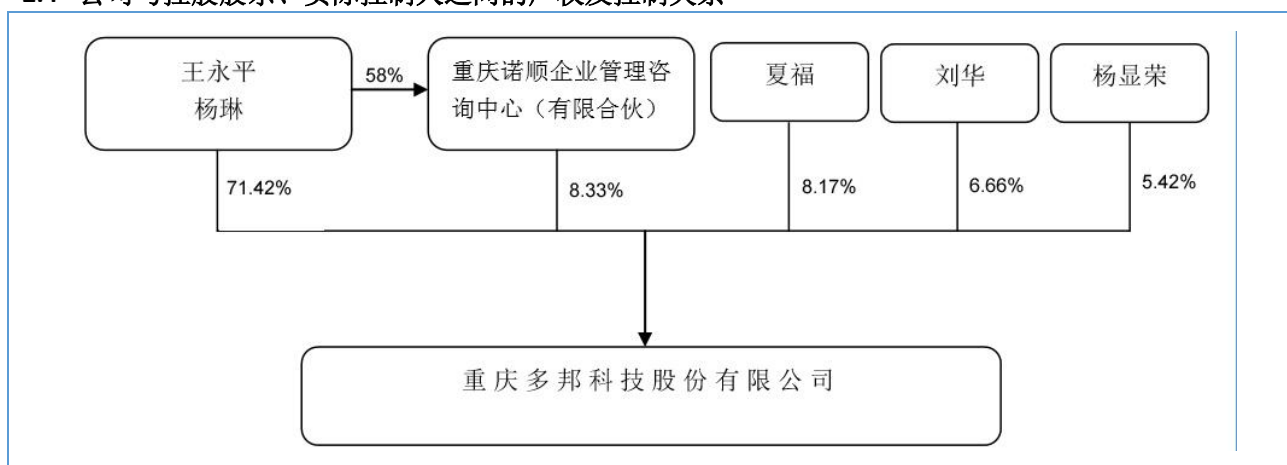 王永平
杨琳
58%
重庆诺顺企业管理咨
询中心（有限合伙）
夏福
刘华
杨显荣
71.42%
8.33%
8.17%
6.66%
5.42%
重庆多邦科技股份有限公司